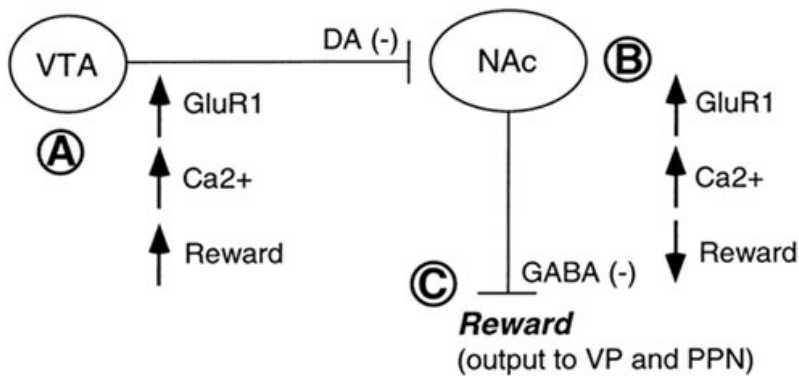 DA (-)
VTA
NAc
B
GluR1
GluR1
A
Ca2+
Ca2+
Reward
Reward
C
GABA (-)
Reward
(output to VP and PPN)